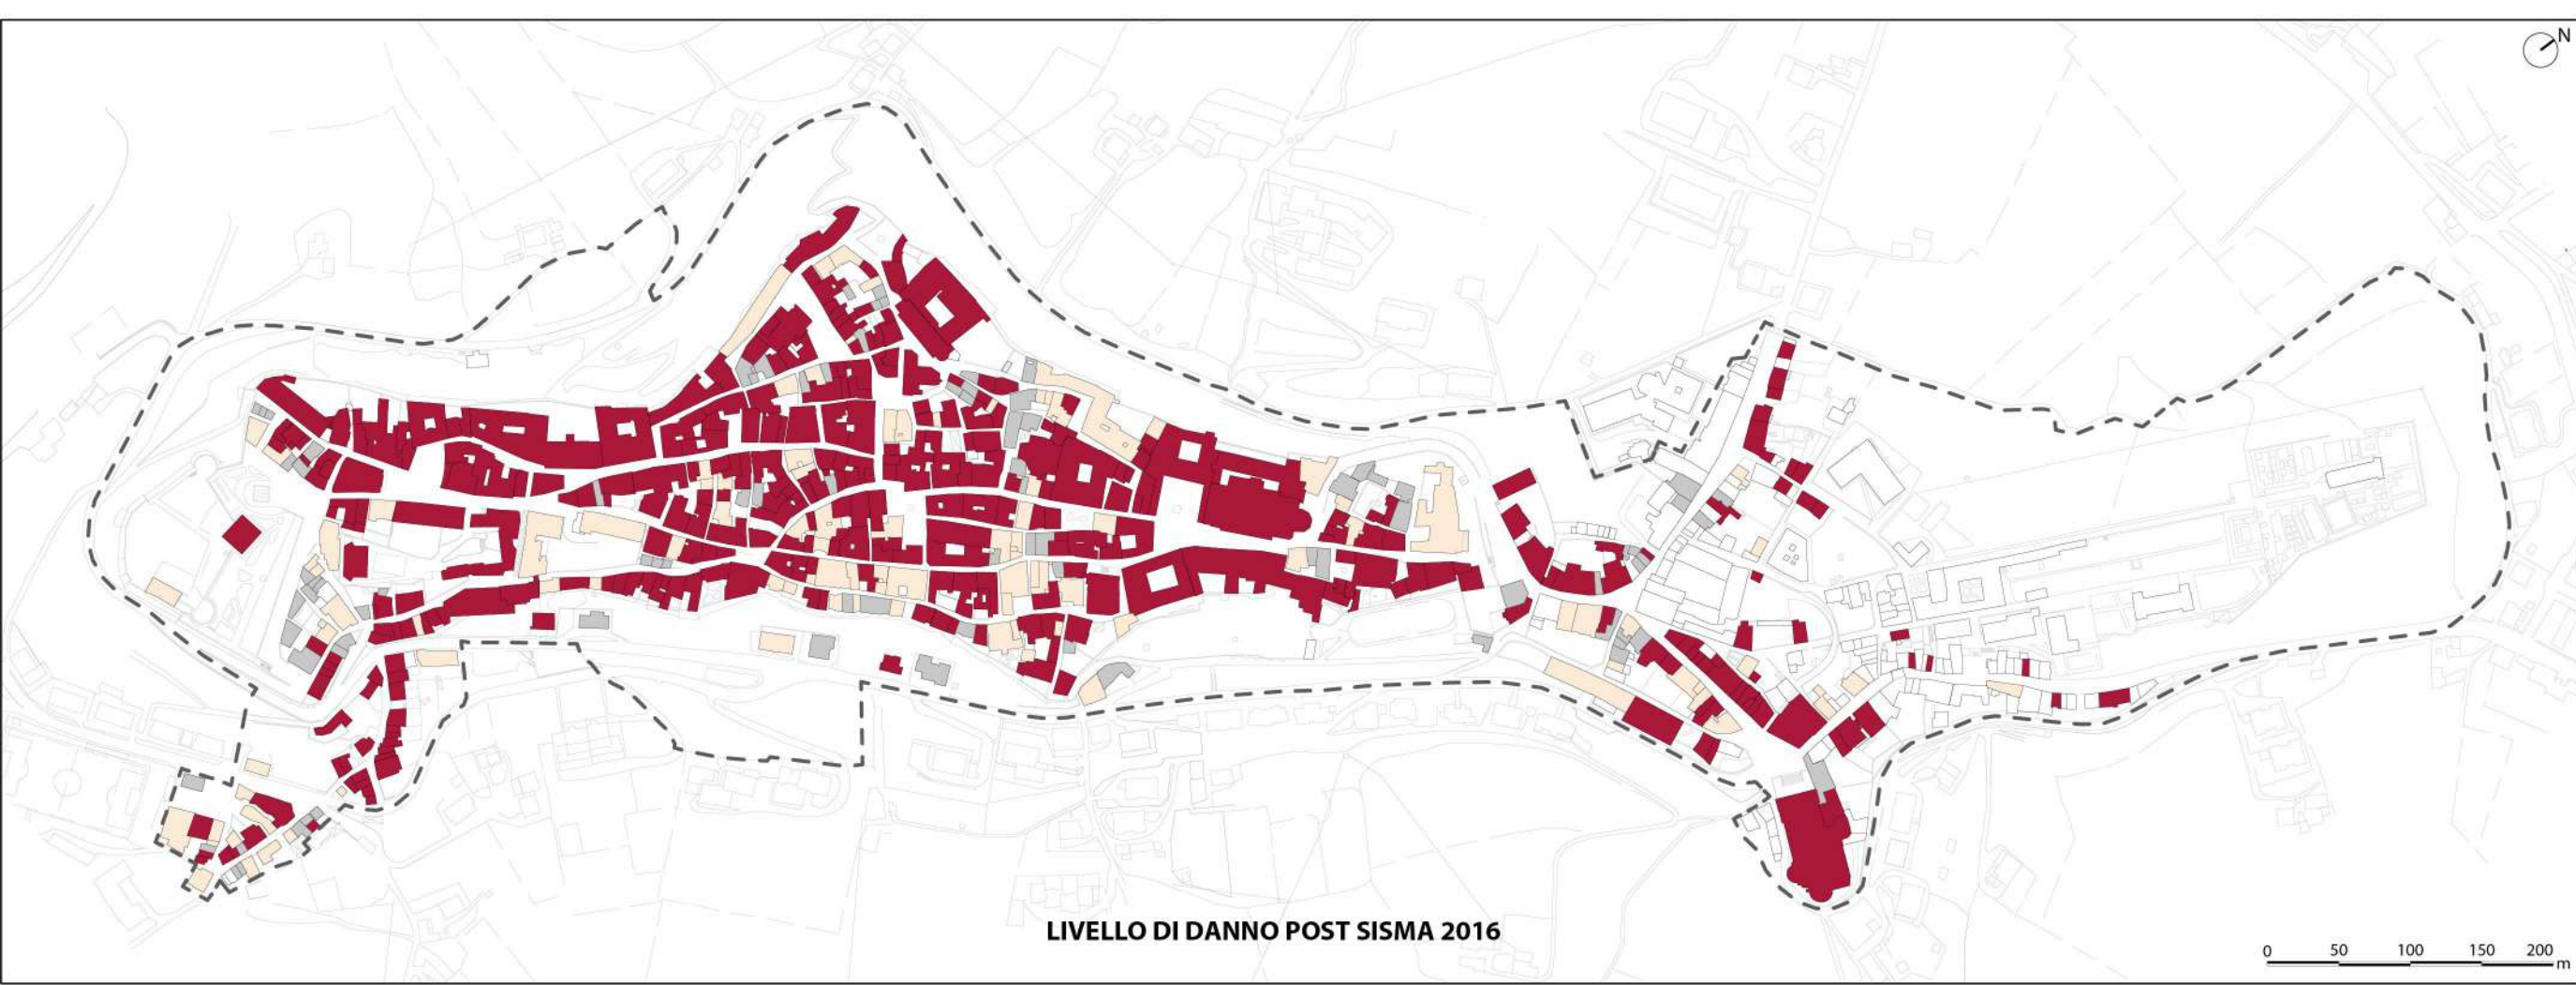 N
LIVELLO DI DANNO POST SISMA 2016
0 50 100 150 200
m